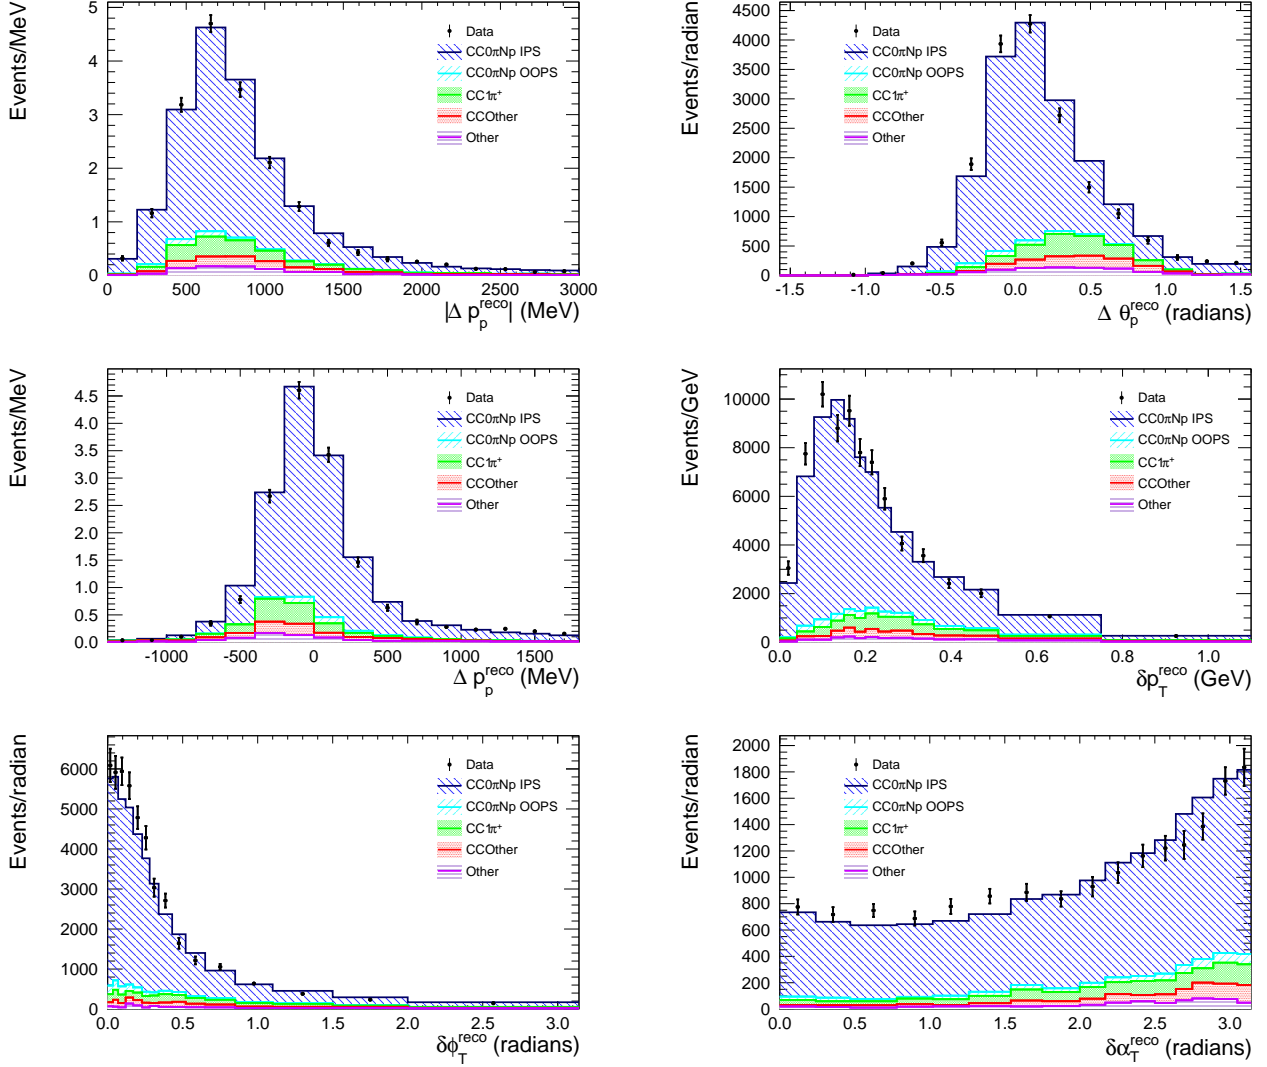 Events/MeV
5
4
3
2
1
0
0 500 1000 1500 2000 2500 3000
|Δ p_p^reco| (MeV)
Data
CC0πNp IPS
CC0πNp OOPS
CC1π⁺
CCOther
Other
Events/radian
4500
4000
3500
3000
2500
2000
1500
1000
500
0
-1.5 -1.0 -0.5 0.0 0.5 1.0 1.5
Δ θ_p^reco (radians)
Data
CC0πNp IPS
CC0πNp OOPS
CC1π⁺
CCOther
Other
Events/MeV
4.5
4.0
3.5
3.0
2.5
2.0
1.5
1.0
0.5
0.0
-1000 -500 0 500 1000 1500
Δ p_p^reco (MeV)
Data
CC0πNp IPS
CC0πNp OOPS
CC1π⁺
CCOther
Other
Events/GeV
10000
8000
6000
4000
2000
0
0.0 0.2 0.4 0.6 0.8 1.0
δp_T^reco (GeV)
Data
CC0πNp IPS
CC0πNp OOPS
CC1π⁺
CCOther
Other
Events/radian
6000
5000
4000
3000
2000
1000
0
0.0 0.5 1.0 1.5 2.0 2.5 3.0
δϕ_T^reco (radians)
Data
CC0πNp IPS
CC0πNp OOPS
CC1π⁺
CCOther
Other
Events/radian
2000
1800
1600
1400
1200
1000
800
600
400
200
0
0.0 0.5 1.0 1.5 2.0 2.5 3.0
δα_T^reco (radians)
Data
CC0πNp IPS
CC0πNp OOPS
CC1π⁺
CCOther
Other